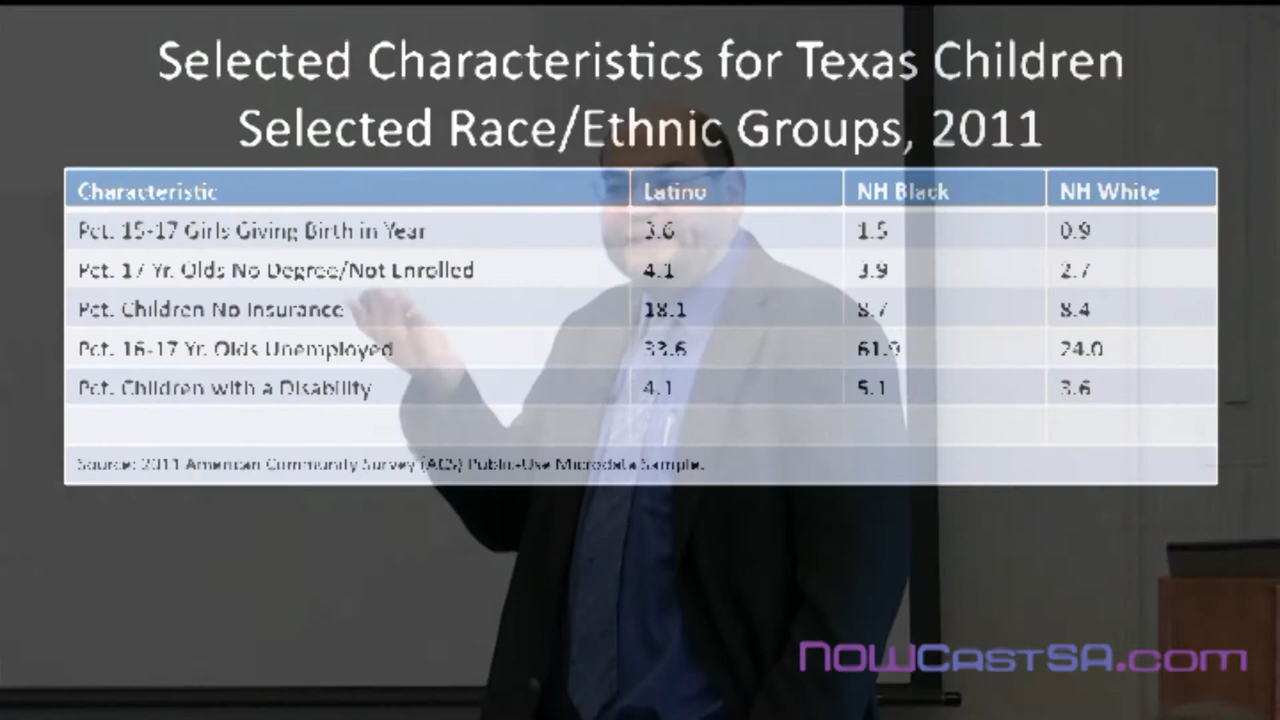 Selected Characteristics for Texas Children
Selected Race/Ethnic Groups, 2011
Characteristic Latino NH Black NH White
Pct. 15-17 Girls Giving Birth in Year 3.6 1.5 0.9
Pct. 17 Yr. Olds No Degree/Not Enrolled 4.1 3.9 2.7
Pct. Children No Insurance 18.1 8.7 8.4
Pct. 16-17 Yr. Olds Unemployed 33.6 61.9 24.0
Pct. Children with a Disability 4.1 5.1 3.6
Source: 2011 American Community Survey (ACS) Public-Use Microdata Sample.
NOWCASTSA.com